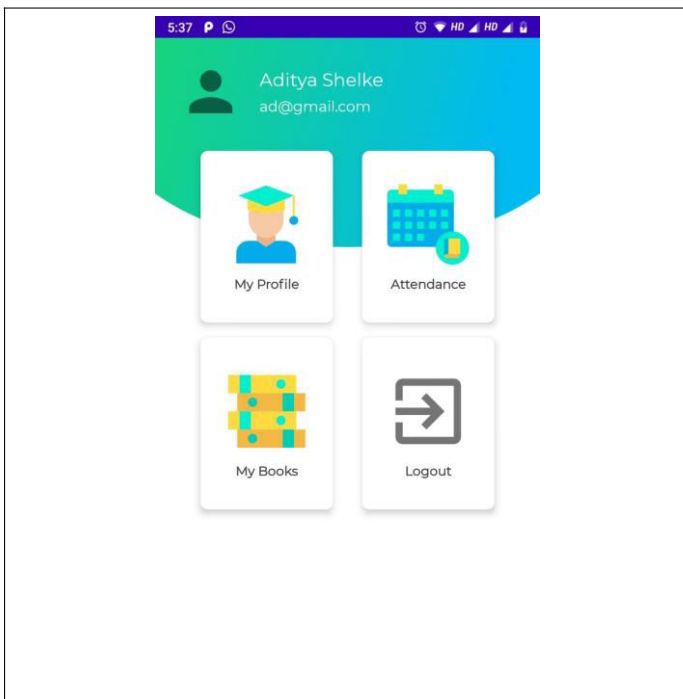 5:37 P HD HD
Aditya Shelke
ad@gmail.com
My Profile Attendance
My Books Logout